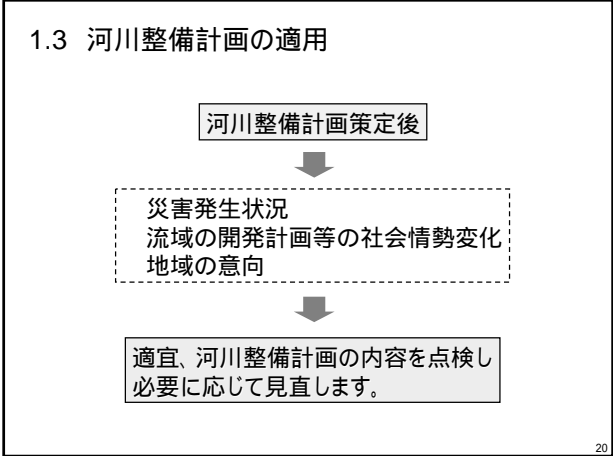 1.3 河川整備計画の適用
河川整備計画策定後
災害発生状況
流域の開発計画等の社会情勢変化
地域の意向
適宜、河川整備計画の内容を点検し
必要に応じて見直します。
20